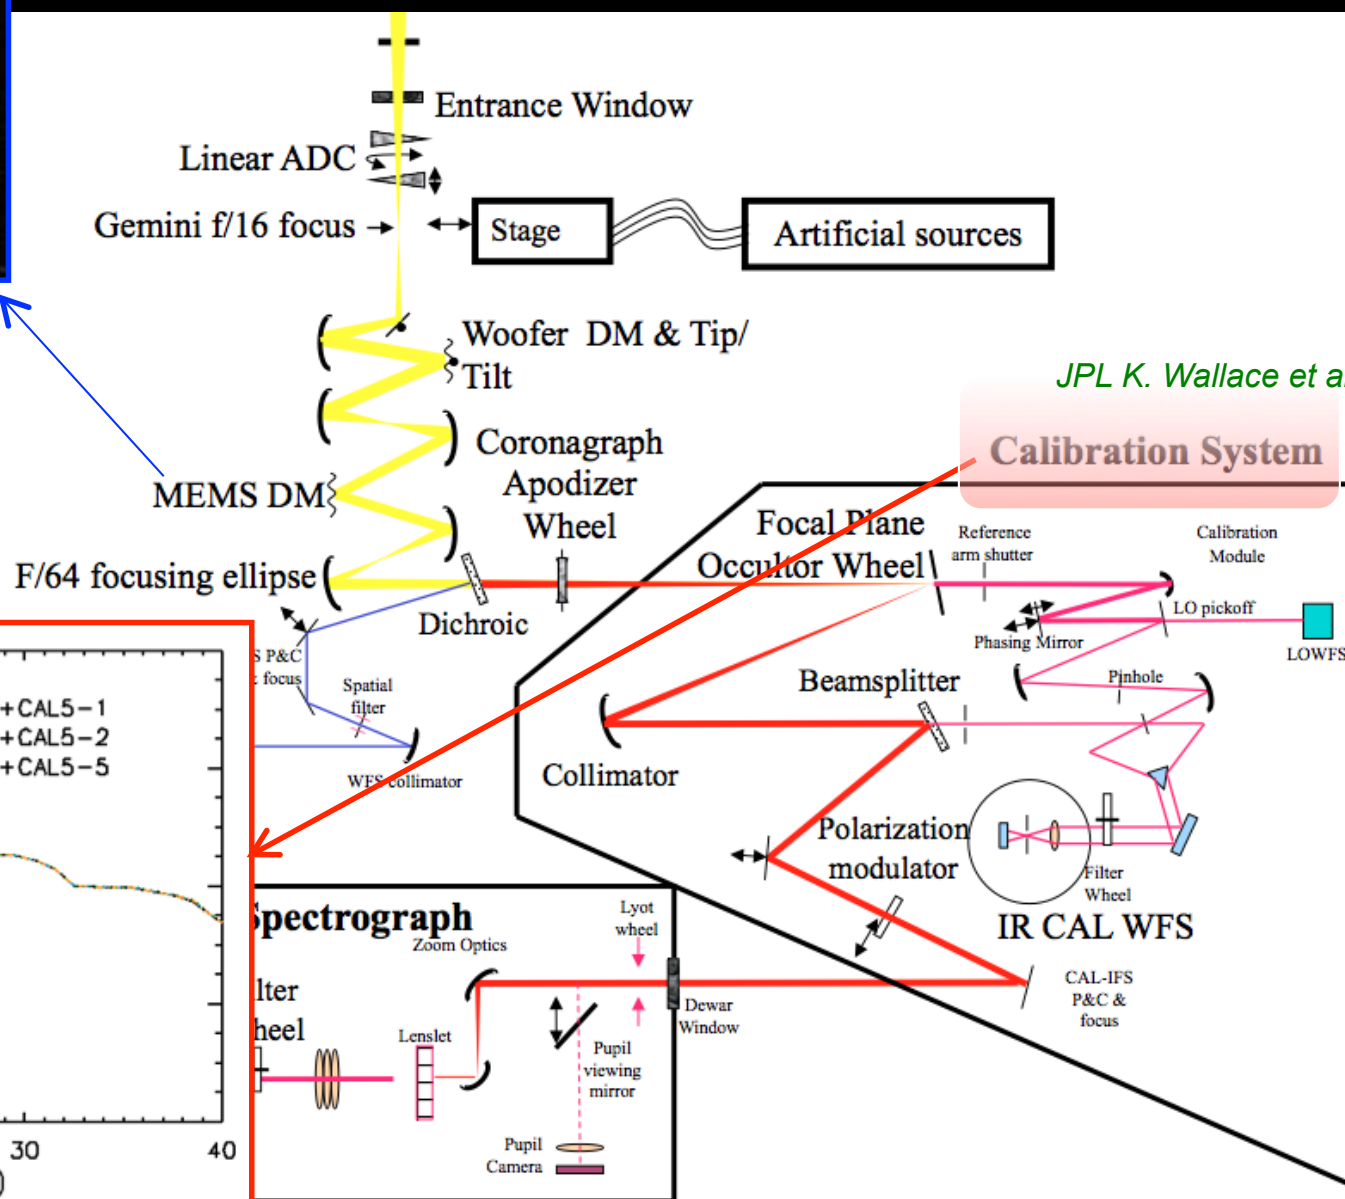 Entrance Window
Linear ADC
Gemini f/16 focus
Stage
Artificial sources
Woofer DM & Tip/
Tilt
JPL K. Wallace et
Calibration System
Coronagraph
Apodizer
Wheel
MEMS DM
Focal Plane
Occultor Wheel
Reference
arm shutter
Calibration
Module
F/64 focusing ellipse
Dichroic
LO pickoff
Phasing Mirror
LOWFS
P&C
focus
Spatial
filter
Beamsplitter
Pinhole
+CAL5-1
+CAL5-2
+CAL5-5
WFS collimator
Collimator
Polarization
modulator
Filter
Wheel
IR CAL WFS
Spectrograph
Zoom Optics
Lyot
wheel
CAL-IFS
P&C &
focus
Dewar
Window
lter
heel
Lenslet
Pupil
viewing
mirror
Pupil
Camera
30
40
)